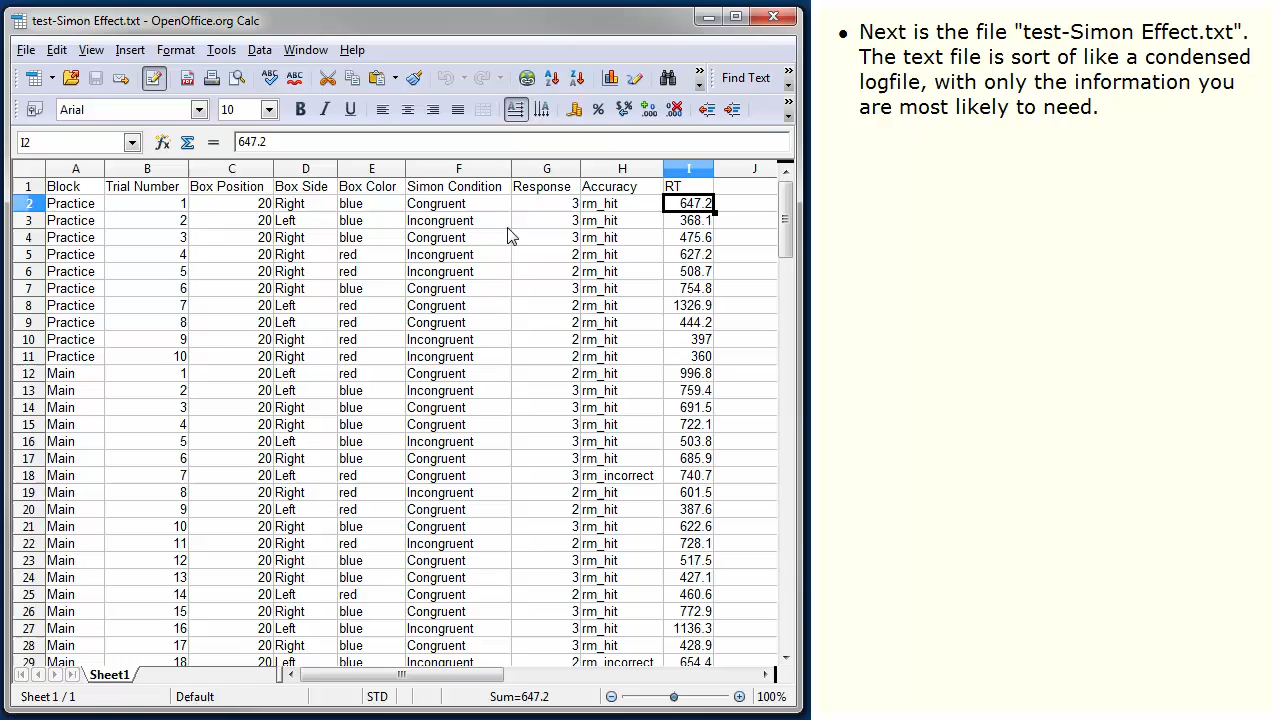 test-Simon Effect.txt - OpenOffice.org Calc
File Edit View Insert Format Tools Data Window Help
Find Text
Arial 10 B I U
I2 647.2
A B C D E F G H I J
1 Block Trial Number Box Position Box Side Box Color Simon Condition Response Accuracy RT
2 Practice 1 20 Right blue Congruent 3 rm_hit 647.2
3 Practice 2 20 Left blue Incongruent 3 rm_hit 368.1
4 Practice 3 20 Right blue Congruent 3 rm_hit 475.6
5 Practice 4 20 Right red Incongruent 2 rm_hit 627.2
6 Practice 5 20 Right red Incongruent 2 rm_hit 508.7
7 Practice 6 20 Right blue Congruent 3 rm_hit 754.8
8 Practice 7 20 Left red Congruent 2 rm_hit 1326.9
9 Practice 8 20 Left red Congruent 2 rm_hit 444.2
10 Practice 9 20 Right red Incongruent 2 rm_hit 397
11 Practice 10 20 Right red Incongruent 2 rm_hit 360
12 Main 1 20 Left red Congruent 2 rm_hit 996.8
13 Main 2 20 Left blue Incongruent 3 rm_hit 759.4
14 Main 3 20 Right blue Congruent 3 rm_hit 691.5
15 Main 4 20 Right blue Congruent 3 rm_hit 722.1
16 Main 5 20 Left blue Incongruent 3 rm_hit 503.8
17 Main 6 20 Right blue Congruent 3 rm_hit 685.9
18 Main 7 20 Left red Congruent 3 rm_incorrect 740.7
19 Main 8 20 Right red Incongruent 2 rm_hit 601.5
20 Main 9 20 Left red Congruent 2 rm_hit 387.6
21 Main 10 20 Right blue Congruent 3 rm_hit 622.6
22 Main 11 20 Right red Incongruent 2 rm_hit 728.1
23 Main 12 20 Right blue Congruent 3 rm_hit 517.5
24 Main 13 20 Right blue Congruent 3 rm_hit 427.1
25 Main 14 20 Left red Congruent 2 rm_hit 460.6
26 Main 15 20 Right blue Congruent 3 rm_hit 772.9
27 Main 16 20 Left blue Incongruent 3 rm_hit 1136.3
28 Main 17 20 Right blue Congruent 3 rm_hit 428.9
29 Main 18 20 Left blue Incongruent 2 rm_incorrect 654.4
Sheet1
Sheet 1 / 1 Default STD Sum=647.2 100%
• Next is the file "test-Simon Effect.txt".
The text file is sort of like a condensed
logfile, with only the information you
are most likely to need.